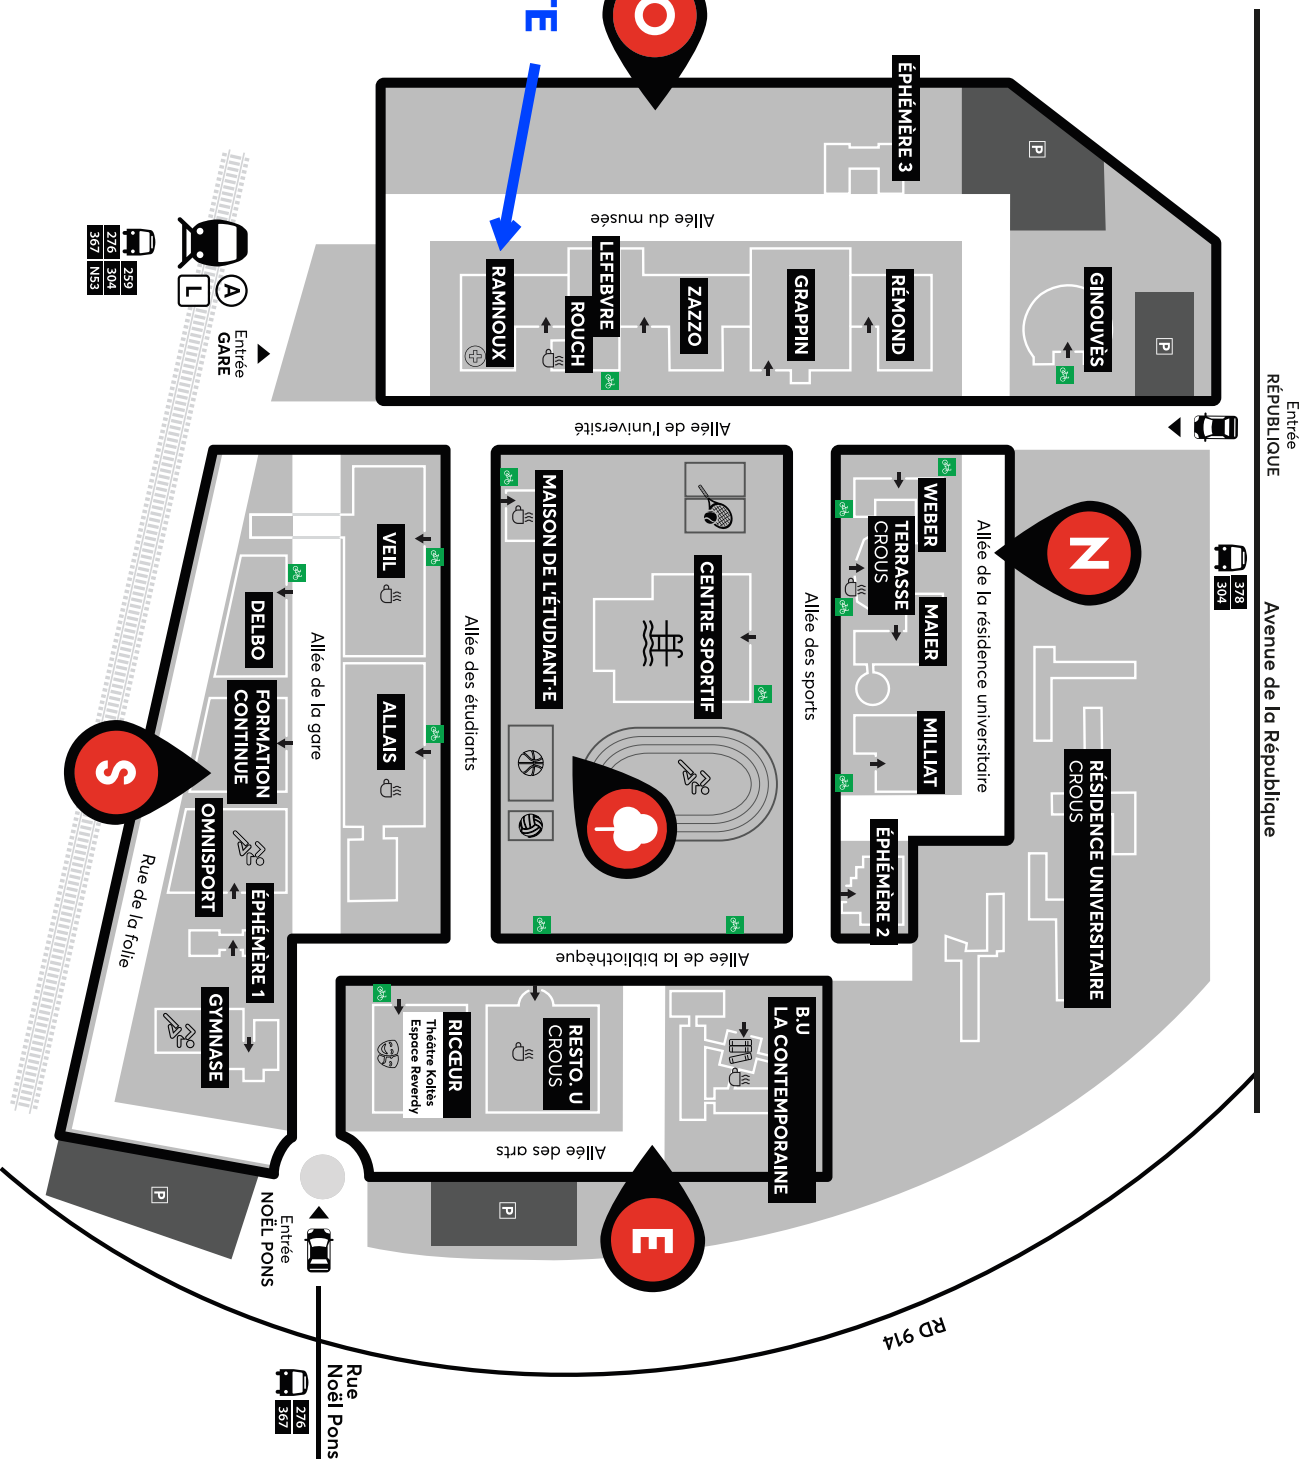 TE
O
ÉPHÉMÈRE 3
P
Allée du musée
RAMNOUX
LEFEBVRE
ROUCH
ZAZZO
GRAPPIN
RÉMOND
GINOUVÈS
P
276
367
259
304
N53
A
L
Entrée
GARE
Allée de l'université
Entrée
RÉPUBLIQUE
378
304
Avenue de la République
N
WEBER
TERRASSE
CROUS
MAIER
MILLIAT
ÉPHÉMÈRE 2
Allée de la résidence universitaire
RÉSIDENCE UNIVERSITAIRE
CROUS
Allée des sports
CENTRE SPORTIF
MAISON DE L'ÉTUDIANT·E
Allée des étudiants
VEIL
ALLAIS
Allée de la gare
DELBO
FORMATION
CONTINUE
OMNISPORT
ÉPHÉMÈRE 1
GYMNASE
S
Rue de la folie
Allée de la bibliothèque
B.U
LA CONTEMPORAINE
RESTO. U
CROUS
RICŒUR
Théâtre Koltès
Espace Reverdy
Allée des arts
E
P
P
Entrée
NOËL PONS
RD 914
Rue
Noël Pons
276
367